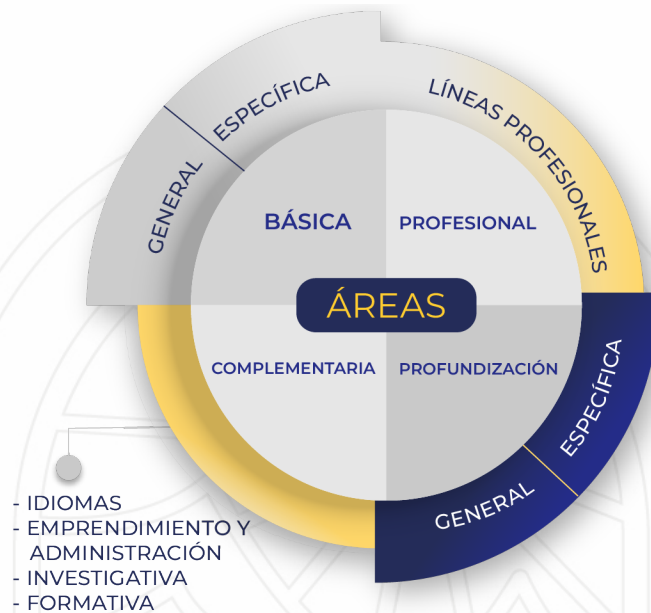 ESPECÍFICA
GENERAL
LÍNEAS PROFESIONALES
BÁSICA
PROFESIONAL
ÁREAS
COMPLEMENTARIA
PROFUNDIZACIÓN
ESPECÍFICA
GENERAL
- IDIOMAS
- EMPRENDIMIENTO Y
ADMINISTRACIÓN
- INVESTIGATIVA
- FORMATIVA